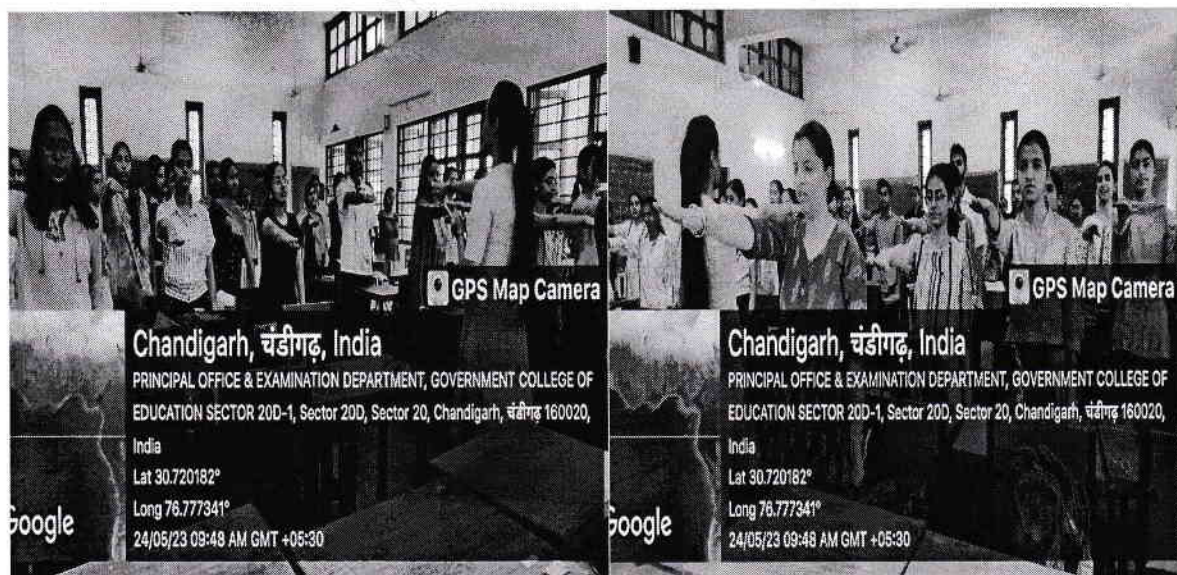 GPS Map Camera
Chandigarh, चंडीगढ़, India
PRINCIPAL OFFICE & EXAMINATION DEPARTMENT, GOVERNMENT COLLEGE OF
EDUCATION SECTOR 20D-1, Sector 20D, Sector 20, Chandigarh, चंडीगढ़ 160020,
India
Lat 30.720182°
Long 76.777341°
24/05/23 09:48 AM GMT +05:30
Google
GPS Map Camera
Chandigarh, चंडीगढ़, India
PRINCIPAL OFFICE & EXAMINATION DEPARTMENT, GOVERNMENT COLLEGE OF
EDUCATION SECTOR 20D-1, Sector 20D, Sector 20, Chandigarh, चंडीगढ़ 160020,
India
Lat 30.720182°
Long 76.777341°
24/05/23 09:48 AM GMT +05:30
Google